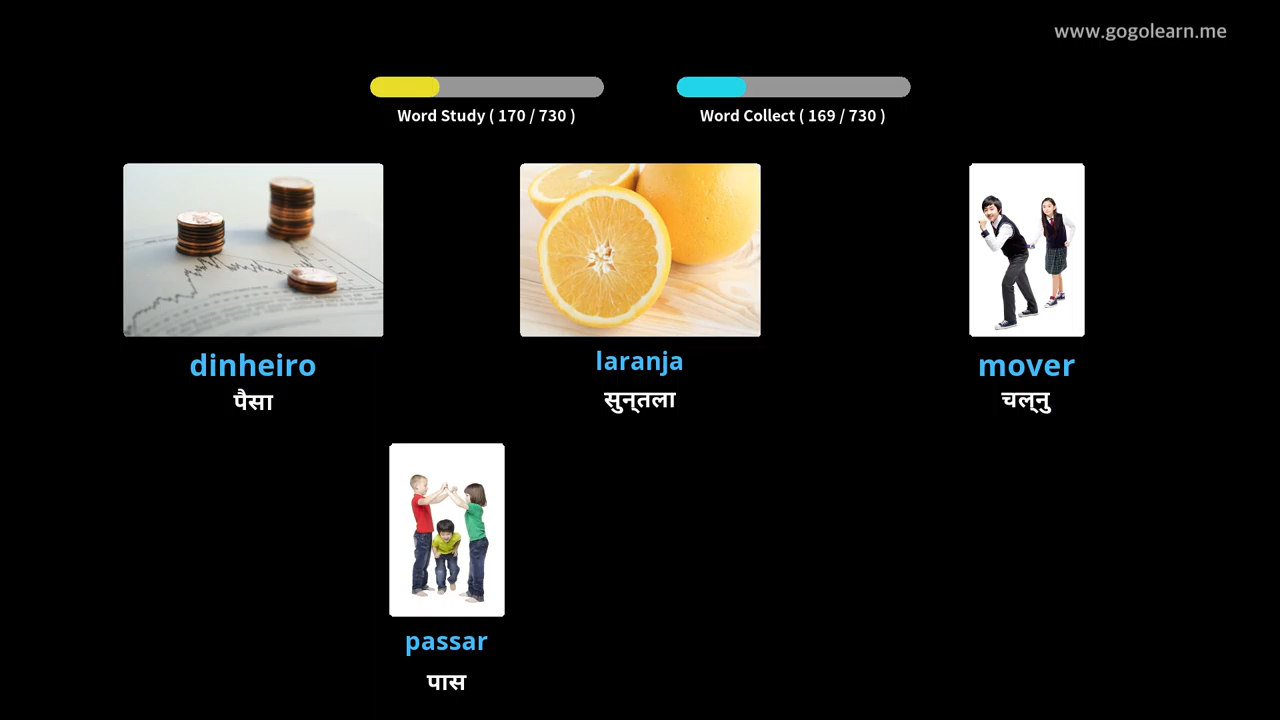 www.gogolearn.me
Word Study ( 170 / 730 )
Word Collect ( 169 / 730 )
dinheiro
पैसा
laranja
सुन्‌तला
mover
चल्‌नु
passar
पास